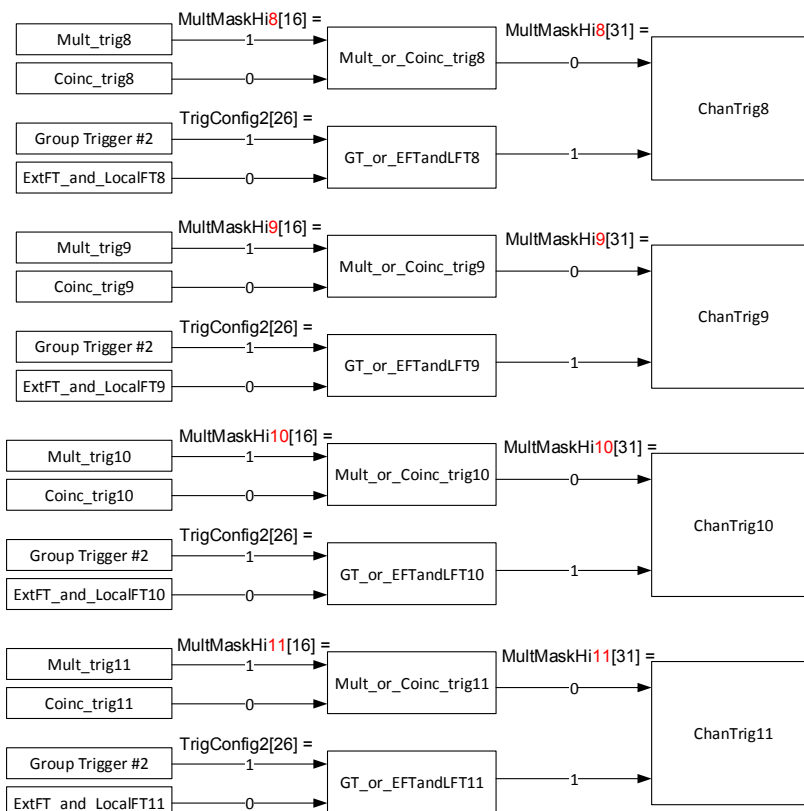 MultMaskHi8[16] =
MultMaskHi8[31] =
Mult_trig8
1
Mult_or_Coinc_trig8
0
Coinc_trig8
0
ChanTrig8
TrigConfig2[26] =
Group Trigger #2
1
GT_or_EFTandLFT8
1
ExtFT_and_LocalFT8
0
MultMaskHi9[16] =
MultMaskHi9[31] =
Mult_trig9
1
Mult_or_Coinc_trig9
0
Coinc_trig9
0
ChanTrig9
TrigConfig2[26] =
Group Trigger #2
1
GT_or_EFTandLFT9
1
ExtFT_and_LocalFT9
0
MultMaskHi10[16] =
MultMaskHi10[31] =
Mult_trig10
1
Mult_or_Coinc_trig10
0
Coinc_trig10
0
ChanTrig10
TrigConfig2[26] =
Group Trigger #2
1
GT_or_EFTandLFT10
1
ExtFT_and_LocalFT10
0
MultMaskHi11[16] =
MultMaskHi11[31] =
Mult_trig11
1
Mult_or_Coinc_trig11
0
Coinc_trig11
0
ChanTrig11
TrigConfig2[26] =
Group Trigger #2
1
GT_or_EFTandLFT11
1
ExtFT_and_LocalFT11
0